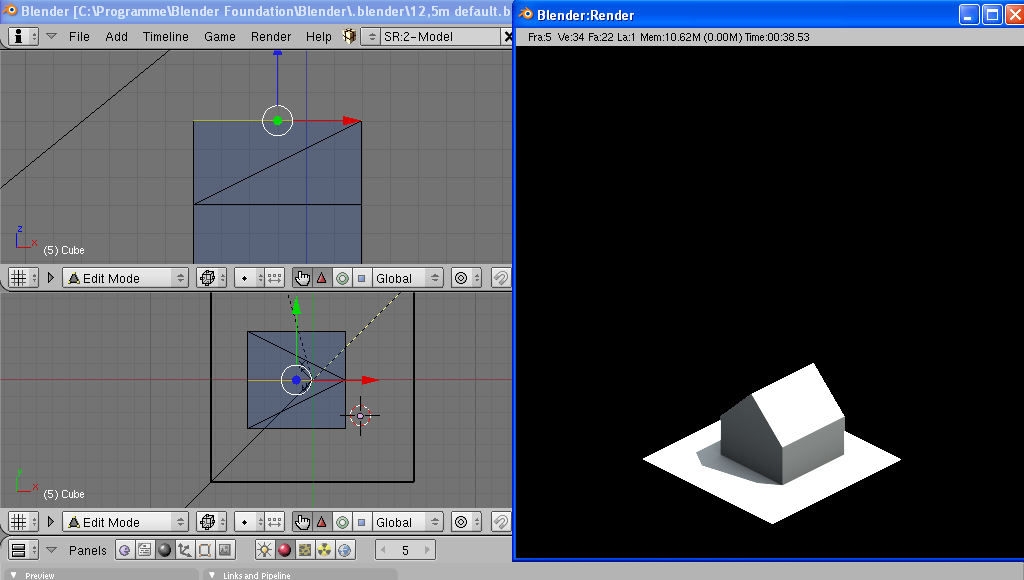 Blender [C:\Programme\Blender Foundation\Blender\.blender\12,5m default.b
File Add Timeline Game Render Help SR:2-Model
z
x
(5) Cube
Edit Mode Global
x
(5) Cube
Edit Mode Global
Panels 5
Preview Links and Pipeline
Blender:Render
Fra:5 Ve:34 Fa:22 La:1 Mem:10.62M (0.00M) Time:00:38.53